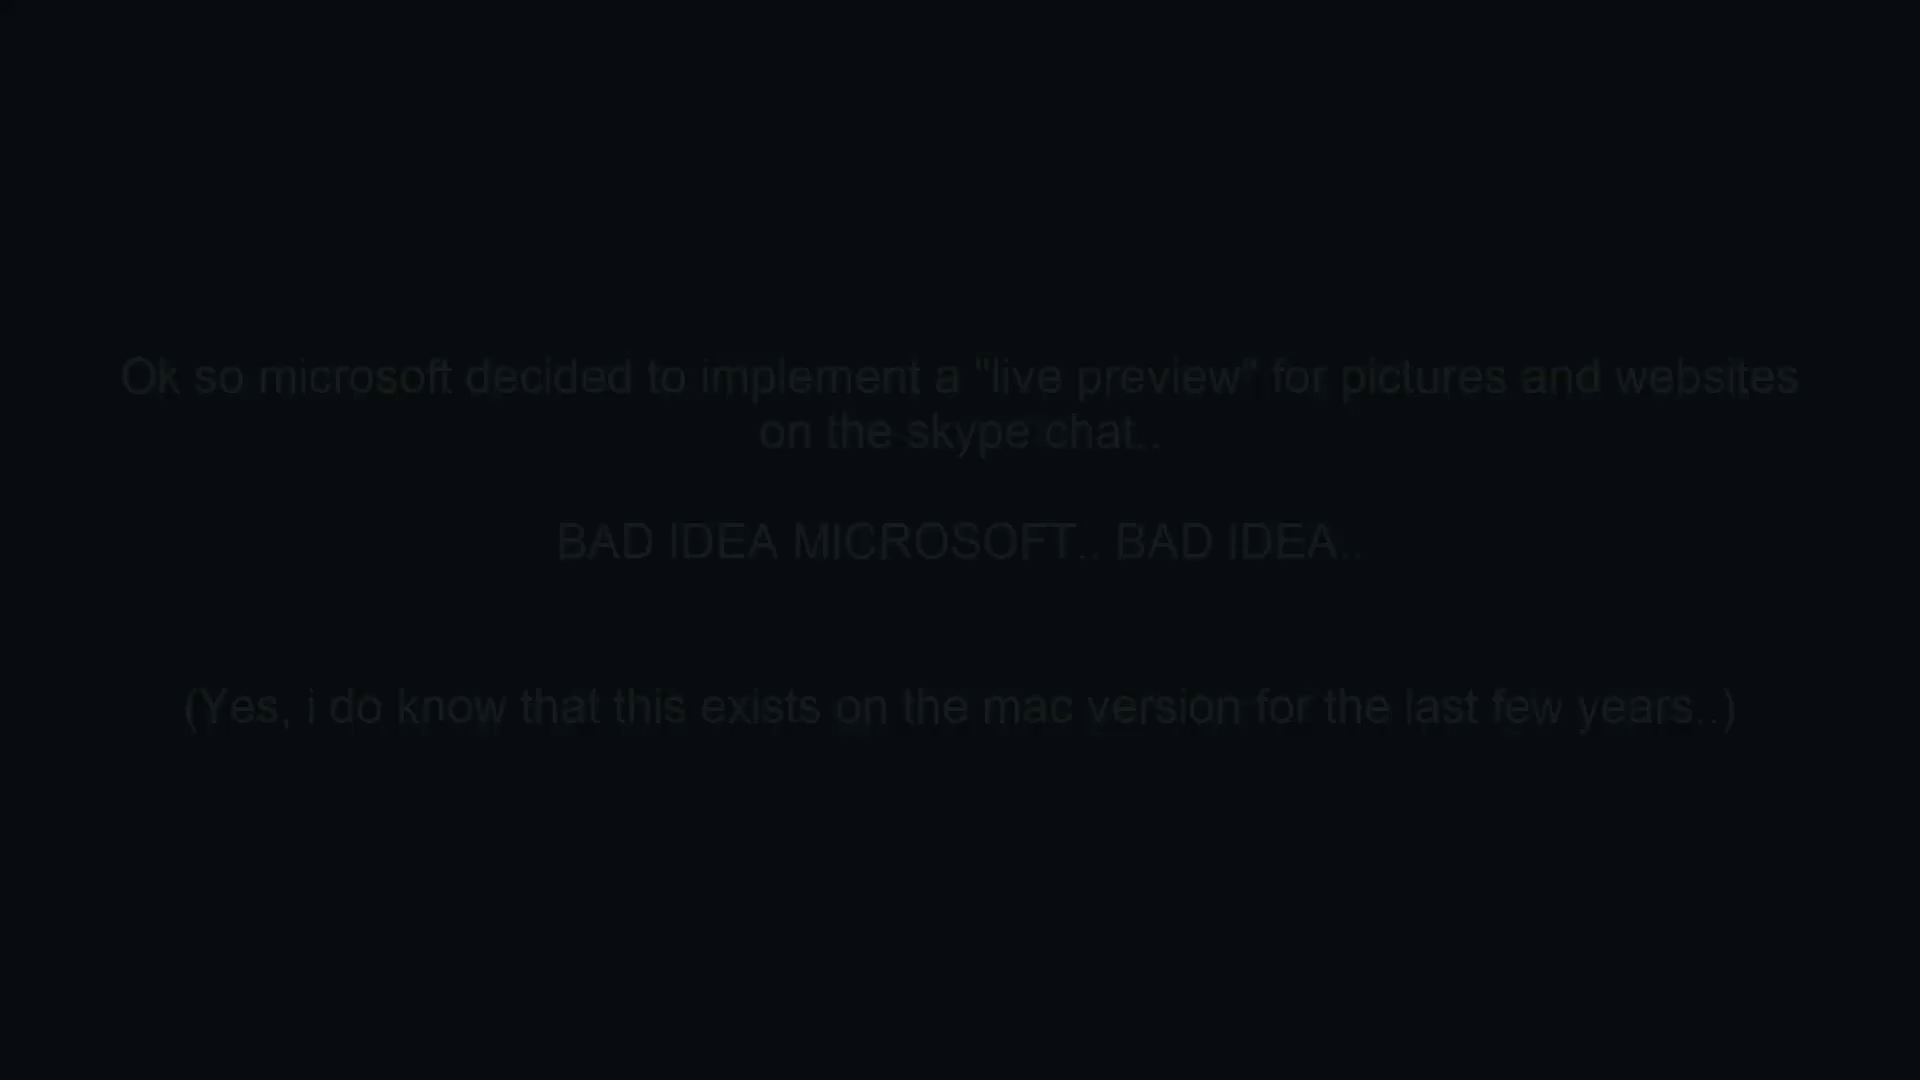 Ok so microsoft decided to implement a "live preview" for pictures and websites
on the skype chat..
BAD IDEA MICROSOFT.. BAD IDEA..
(Yes, i do know that this exists on the mac version for the last few years..)